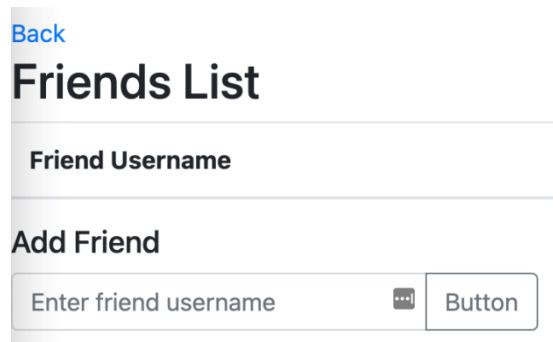 Back
Friends List
Friend Username
Add Friend
Enter friend username Button